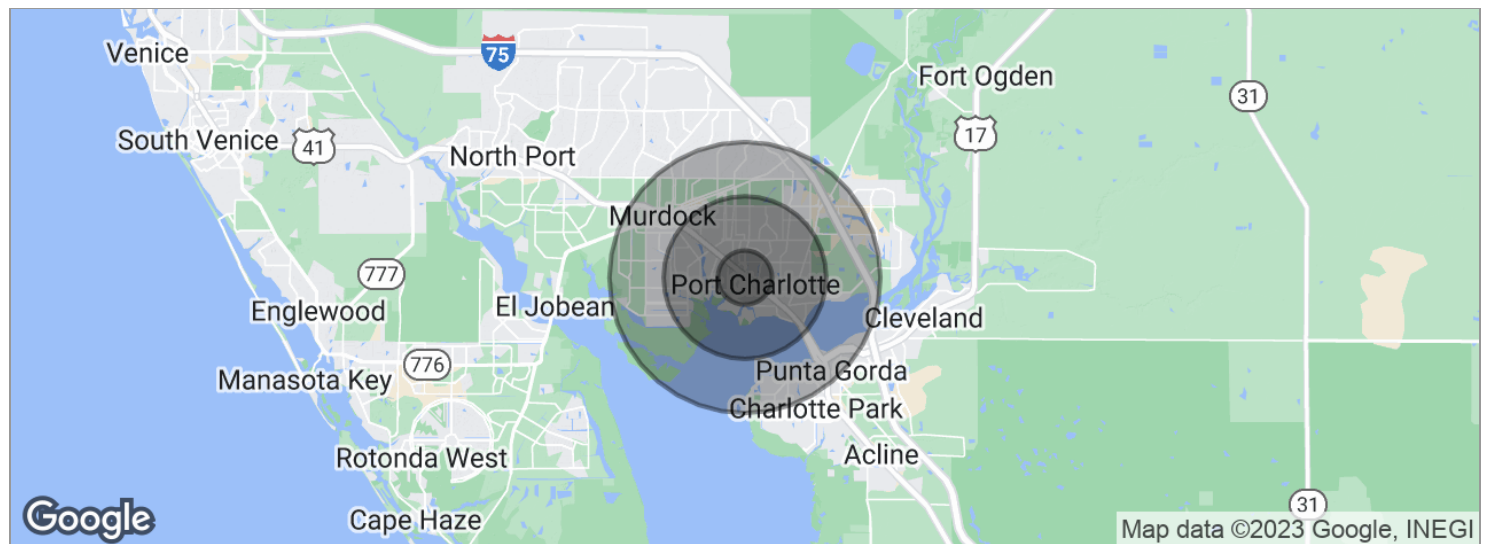 Venice
75
Fort Ogden
31
South Venice
41
17
North Port
Murdock
777
Port Charlotte
Englewood
El Jobean
Cleveland
776
Punta Gorda
Manasota Key
Charlotte Park
Rotonda West
Acline
31
Cape Haze
Google
Map data ©2023 Google, INEGI